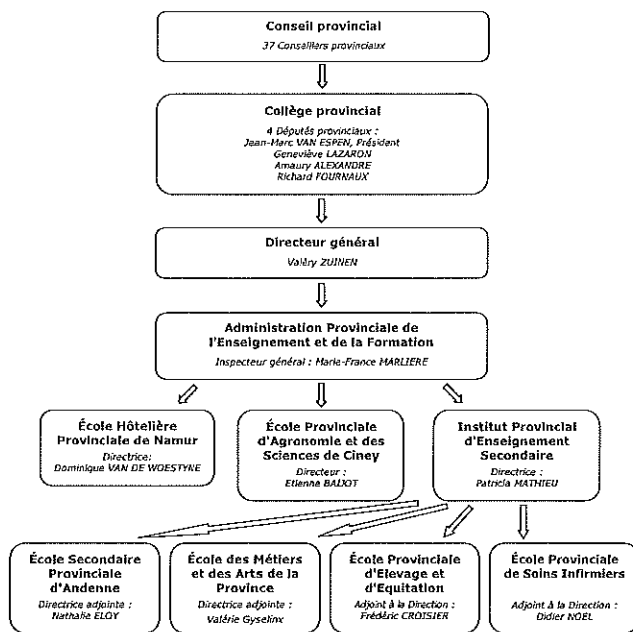 Conseil provincial
37 Conseillers provinciaux
Collège provincial
4 Députés provinciaux :
Jean-Marc VAN ESPEN, Président
Geneviève LAZARON
Amaury ALEXANDRE
Richard FOURNAUX
Directeur général
Valéry ZUINEN
Administration Provinciale de
l'Enseignement et de la Formation
Inspecteur général : Marie-France MARLIERE
École Hôtelière
Provinciale de Namur
Directrice:
Dominique VAN DE WOESTYNE
École Provinciale
d'Agronomie et des
Sciences de Ciney
Directeur :
Etienne BAIJOT
Institut Provincial
d'Enseignement
Secondaire
Directrice :
Patricia MATHIEU
École Secondaire
Provinciale
d'Andenne
Directrice adjointe :
Nathalie ELOY
École des Métiers
et des Arts de la
Province
Directrice adjointe :
Valérie Gyselinx
École Provinciale
d'Elevage et
d'Equitation
Adjoint à la Direction :
Frédéric CROISIER
École Provinciale
de Soins Infirmiers
Adjoint à la Direction :
Didier NOEL